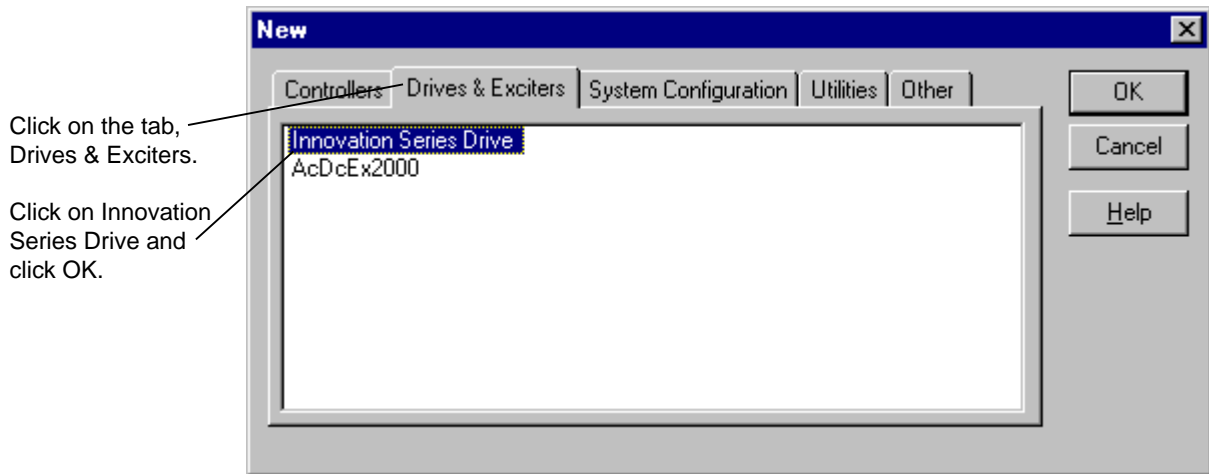 New
Controllers Drives & Exciters System Configuration Utilities Other
OK
Click on the tab,
Drives & Exciters.
Innovation Series Drive
Cancel
AcDcEx2000
Click on Innovation
Series Drive and
click OK.
Help